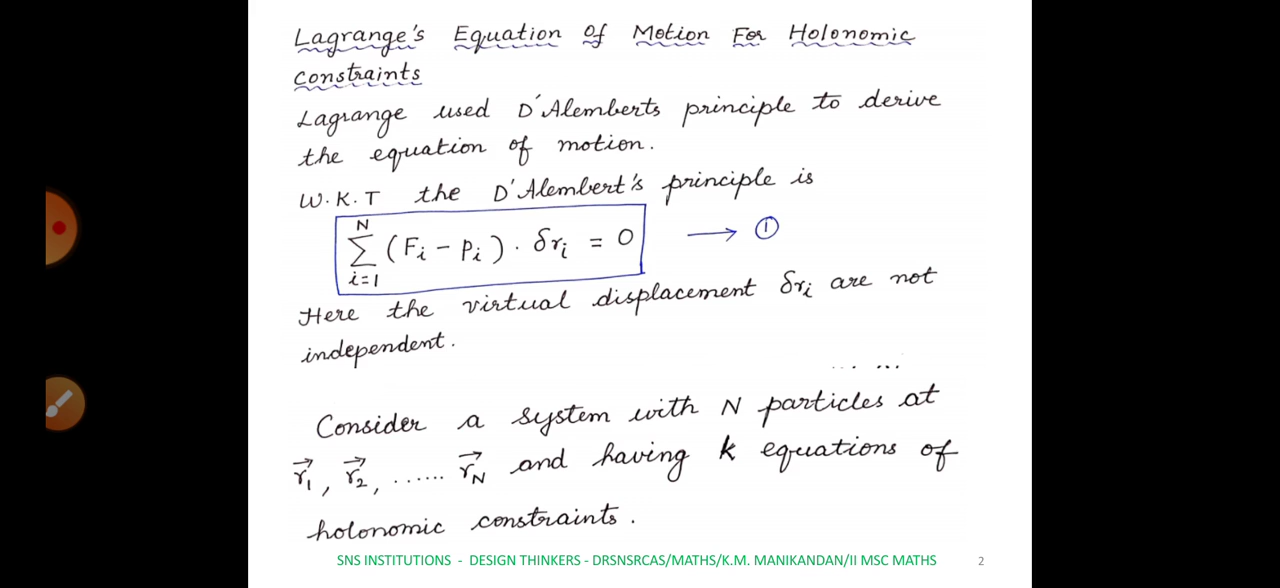 Lagrange's Equation Of Motion For Holonomic
Constraints
Lagrange used D'Alemberts principle to derive
the equation of motion.
W.K.T the D'Alembert's principle is
N
∑ (Fi - pi) · δri = 0 → ①
i=1
Here the virtual displacement δri are not
independent.
Consider a system with N particles at
r⃗1, r⃗2, ...... r⃗N and having k equations of
holonomic constraints.
SNS INSTITUTIONS - DESIGN THINKERS - DRSNSRCAS/MATHS/K.M. MANIKANDAN/II MSC MATHS 2